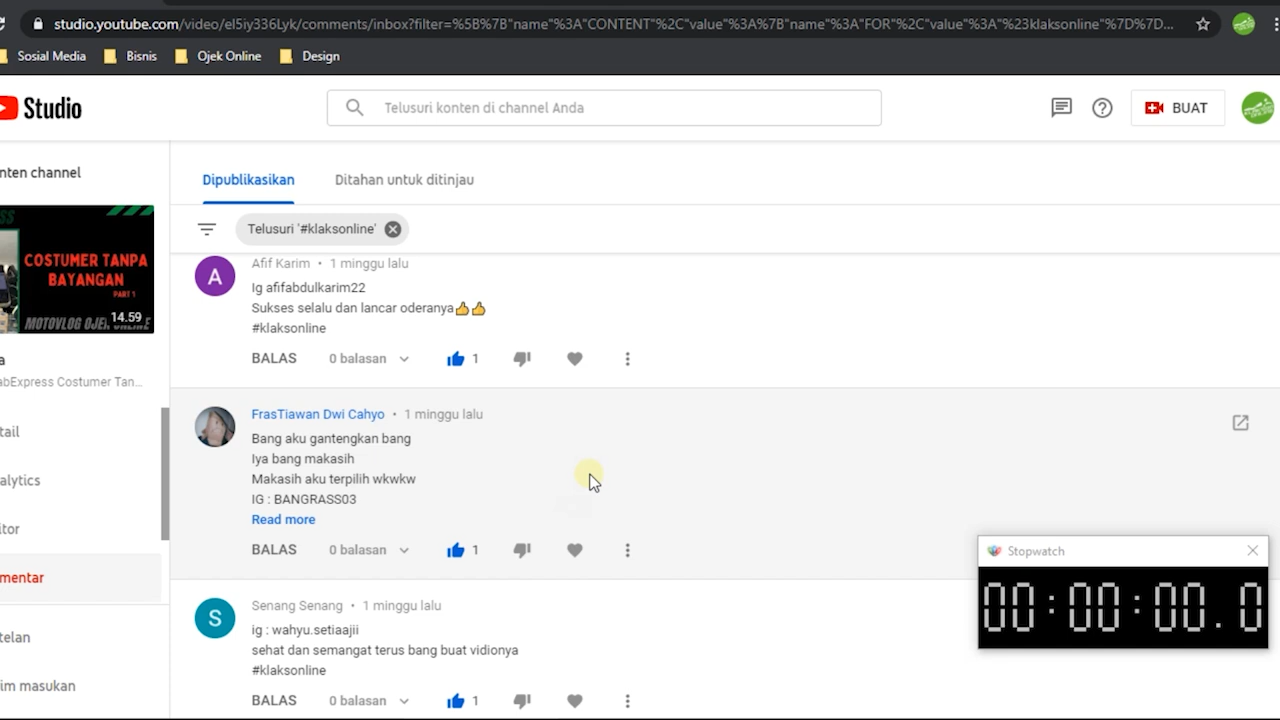 studio.youtube.com/video/el5iy336Lyk/comments/inbox?filter=%5B%7B"name"%3A"CONTENT"%2C"value"%3A%7B"name"%3A"FOR"%2C"value"%3A"%23klaksonline"%7D%7D...
Sosial Media Bisnis Ojek Online Design
Studio
Telusuri konten di channel Anda
BUAT
nten channel
Dipublikasikan Ditahan untuk ditinjau
Telusuri '#klaksonline'
COSTUMER TANPA
BAYANGAN
PART 1
14.59
MOTOVLOG
a
abExpress Costumer Tan...
tail
alytics
itor
mentar
telan
im masukan
A
Afif Karim • 1 minggu lalu
Ig afifabdulkarim22
Sukses selalu dan lancar oderanya👍👍
#klaksonline
BALAS 0 balasan 1
FrasTiawan Dwi Cahyo • 1 minggu lalu
Bang aku gantengkan bang
Iya bang makasih
Makasih aku terpilih wkwkw
IG : BANGRASS03
Read more
BALAS 0 balasan 1
S
Senang Senang • 1 minggu lalu
ig : wahyu.setiaajii
sehat dan semangat terus bang buat vidionya
#klaksonline
BALAS 0 balasan 1
Stopwatch
00:00:00.0